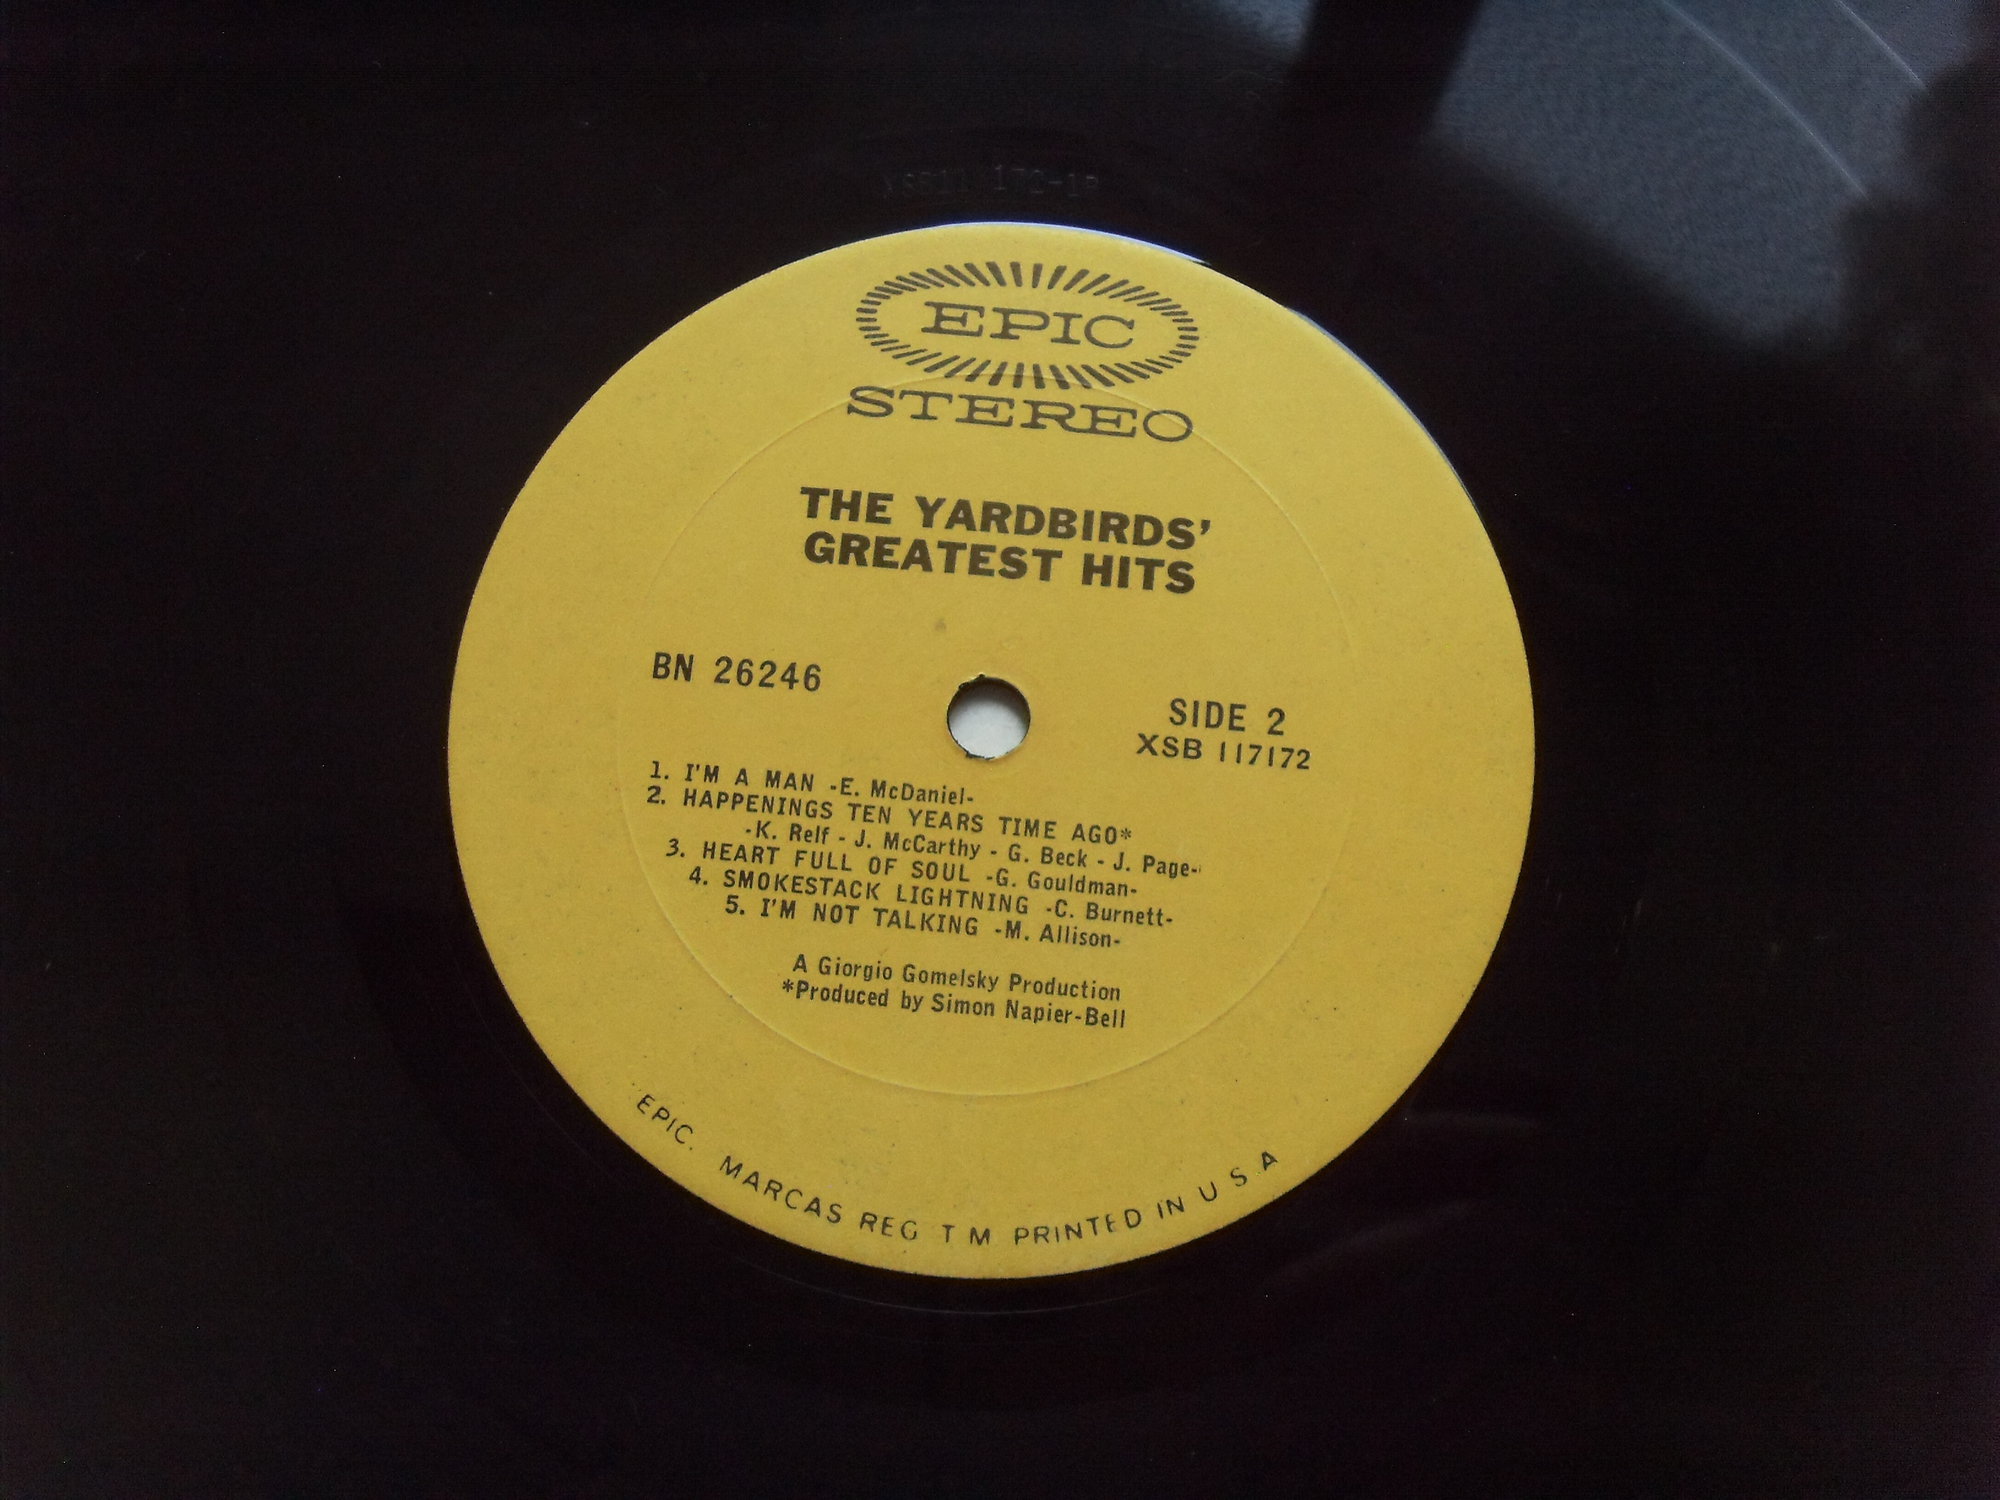 EPIC
STEREO
THE YARDBIRDS'
GREATEST HITS
BN 26246
SIDE 2
XSB 117172
1. I'M A MAN -E. McDaniel-
2. HAPPENINGS TEN YEARS TIME AGO*
-K. Relf - J. McCarthy - G. Beck - J. Page-
3. HEART FULL OF SOUL -G. Gouldman-
4. SMOKESTACK LIGHTNING -C. Burnett-
5. I'M NOT TALKING -M. Allison-
A Giorgio Gomelsky Production
*Produced by Simon Napier-Bell
"EPIC. MARCAS REG T M PRINTED IN U S A